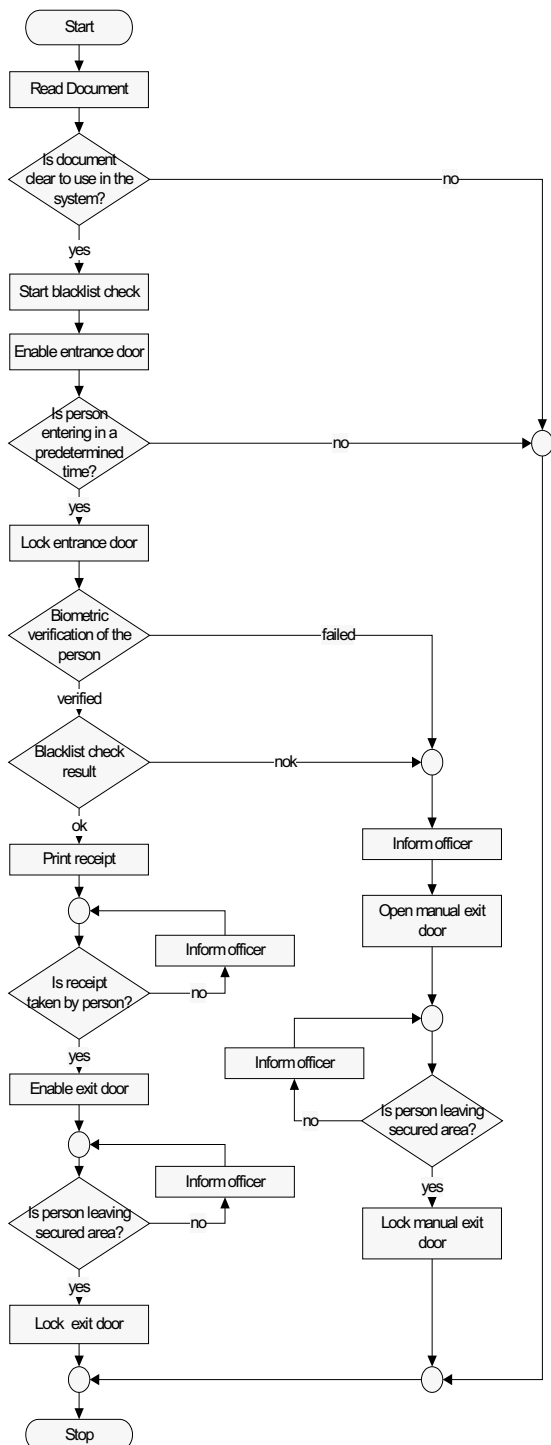 Start
Read Document
Is document
clear to use in the
system?
no
yes
Start blacklist check
Enable entrance door
Is person
entering in a
predetermined
time?
no
yes
Lock entrance door
Biometric
verification of the
person
failed
verified
Blacklist check
result
nok
ok
Print receipt
Inform officer
Open manual exit
door
Inform officer
Is receipt
taken by person?
no
yes
Enable exit door
Inform officer
Is person leaving
secured area?
no
yes
Inform officer
Is person leaving
secured area?
no
yes
Lock manual exit
door
Lock exit door
Stop